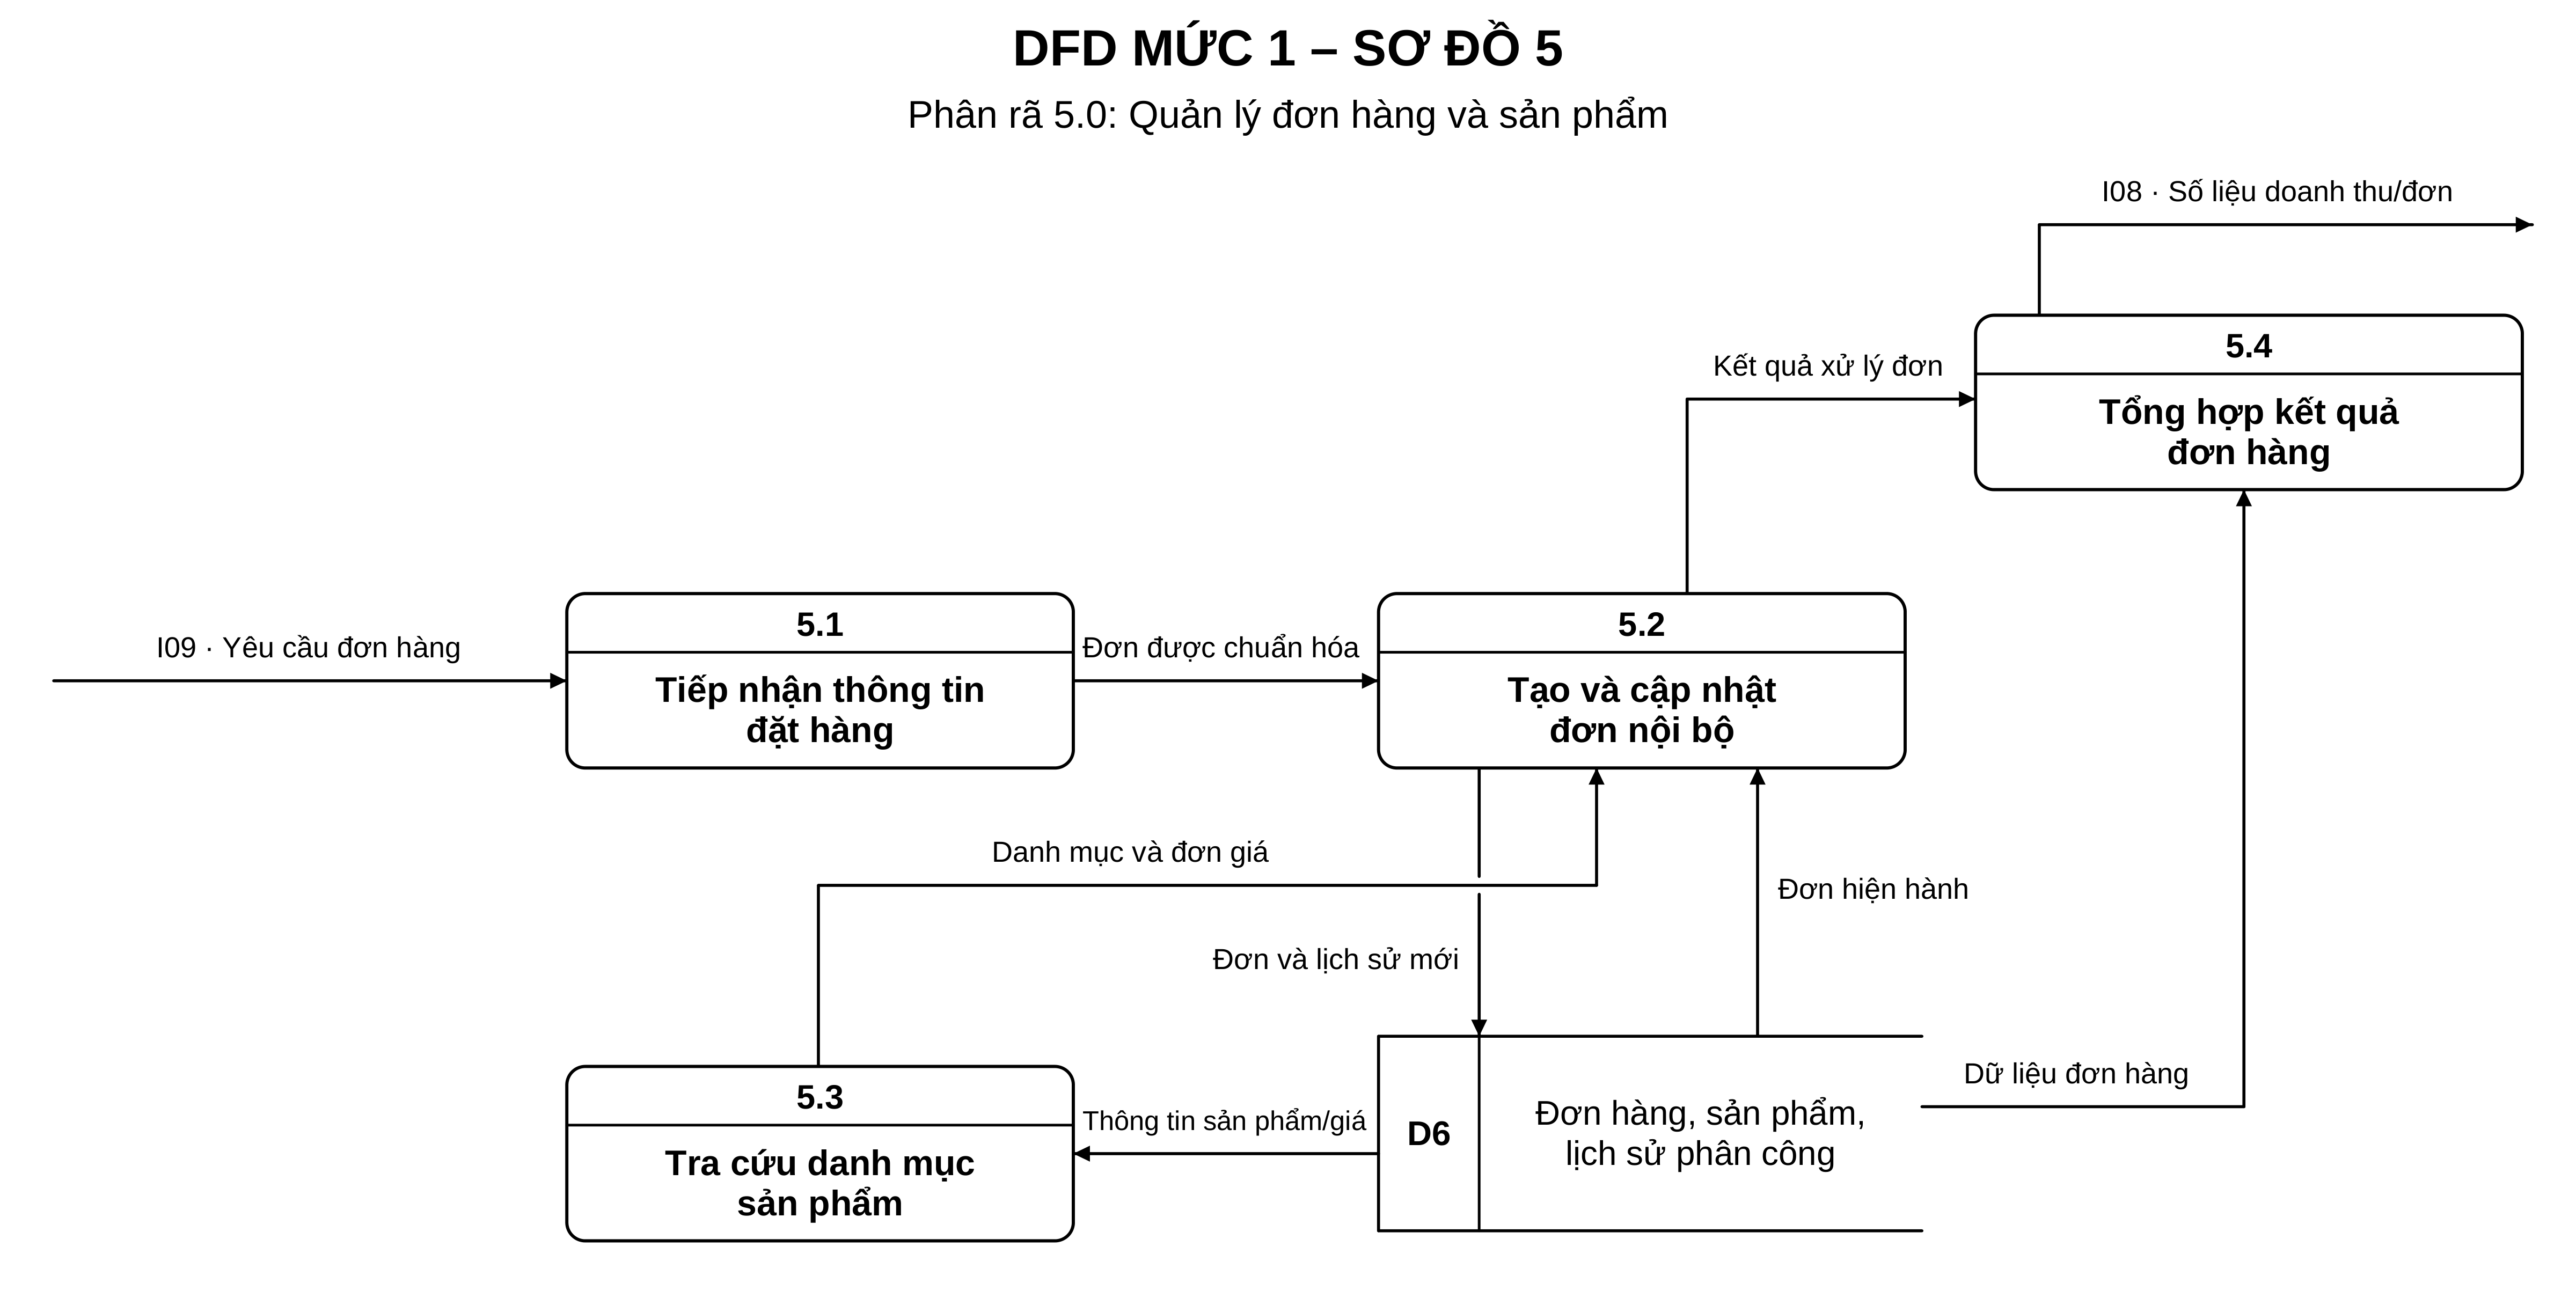 DFD MỨC 1 – SƠ ĐỒ 5
Phân rã 5.0: Quản lý đơn hàng và sản phẩm
I08 · Số liệu doanh thu/đơn
5.4
Tổng hợp kết quả
đơn hàng
Kết quả xử lý đơn
I09 · Yêu cầu đơn hàng
5.1
Tiếp nhận thông tin
đặt hàng
Đơn được chuẩn hóa
5.2
Tạo và cập nhật
đơn nội bộ
Danh mục và đơn giá
Đơn hiện hành
Đơn và lịch sử mới
5.3
Tra cứu danh mục
sản phẩm
Thông tin sản phẩm/giá
D6
Đơn hàng, sản phẩm,
lịch sử phân công
Dữ liệu đơn hàng